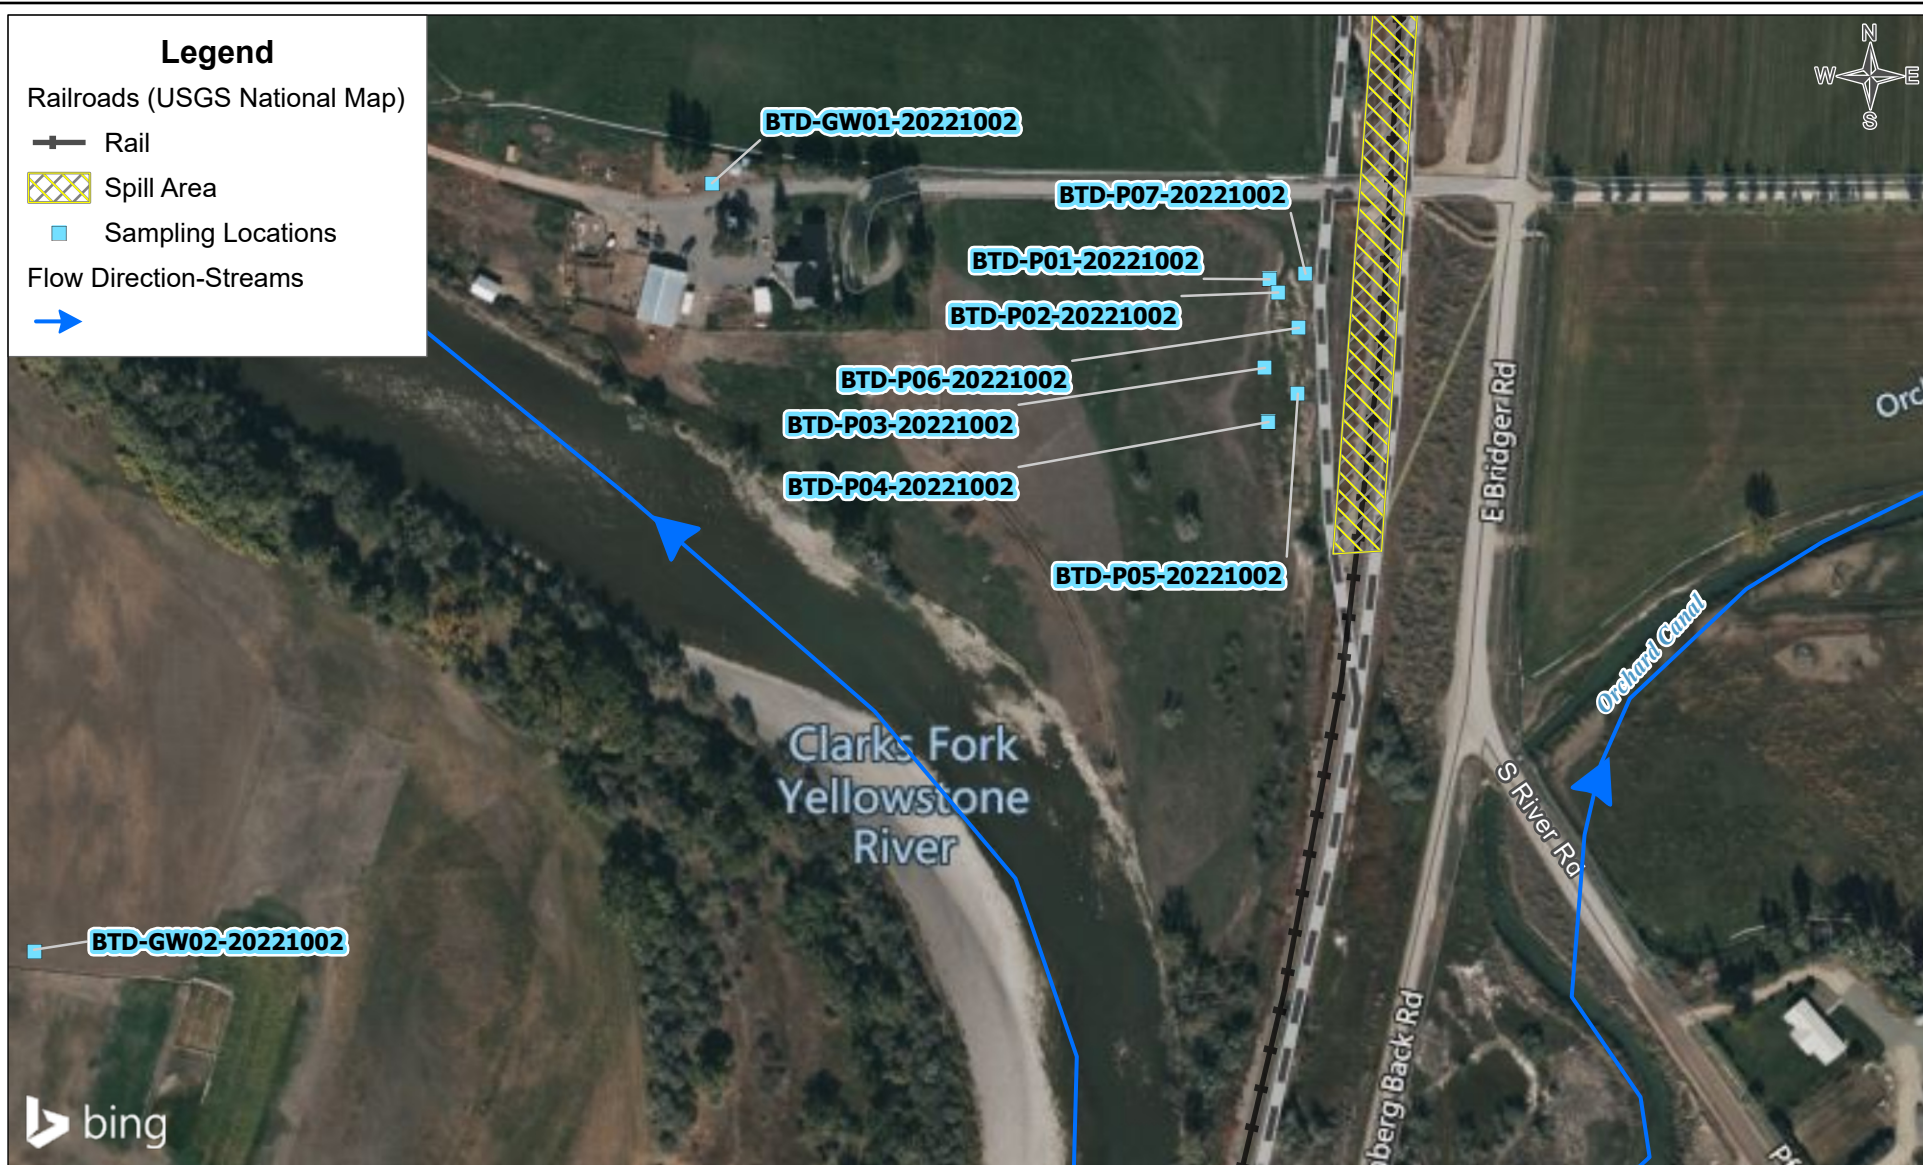 Legend
Railroads (USGS National Map)
Rail
Spill Area
Sampling Locations
Flow Direction-Streams
N
W E
S
BTD-GW01-20221002
BTD-P07-20221002
BTD-P01-20221002
BTD-P02-20221002
BTD-P06-20221002
BTD-P03-20221002
BTD-P04-20221002
BTD-P05-20221002
E Bridger Rd
Orchard Canal
S River Rd
Clarks Fork
Yellowstone
River
BTD-GW02-20221002
Back Rd
bing